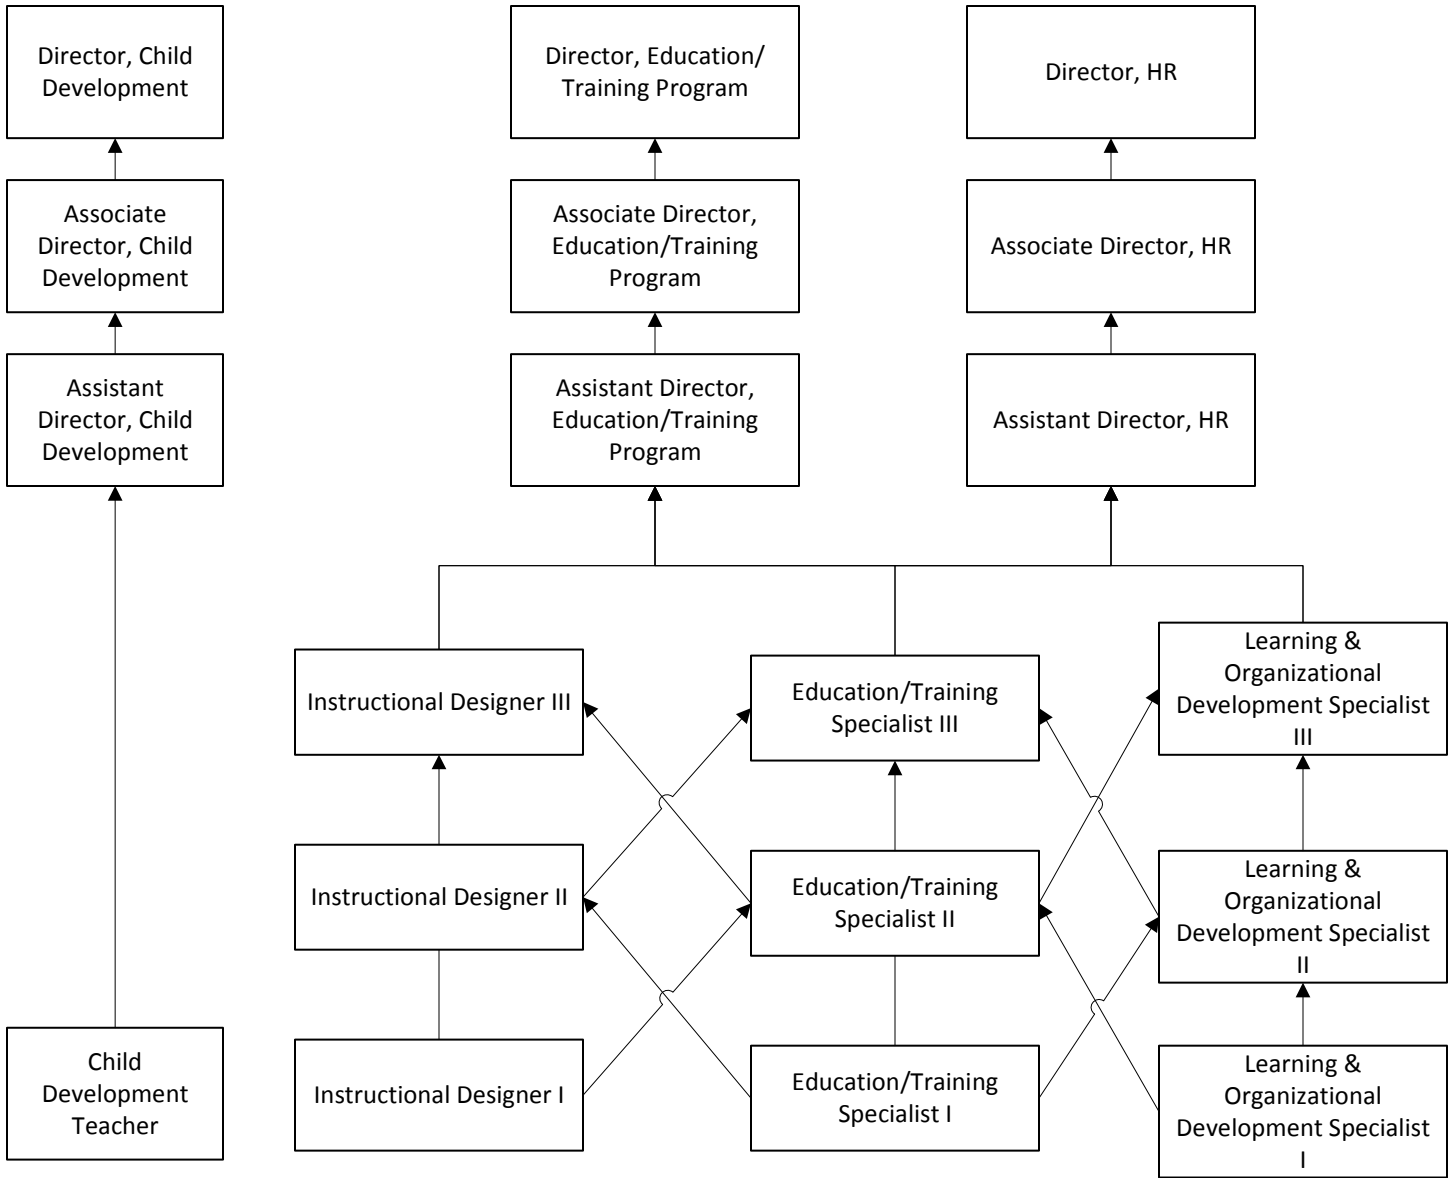 Director, Child
Development
Director, Education/
Training Program
Director, HR
Associate
Director, Child
Development
Associate Director,
Education/Training
Program
Associate Director, HR
Assistant
Director, Child
Development
Assistant Director,
Education/Training
Program
Assistant Director, HR
Instructional Designer III
Education/Training
Specialist III
Learning &
Organizational
Development Specialist
III
Instructional Designer II
Education/Training
Specialist II
Learning &
Organizational
Development Specialist
II
Child
Development
Teacher
Instructional Designer I
Education/Training
Specialist I
Learning &
Organizational
Development Specialist
I